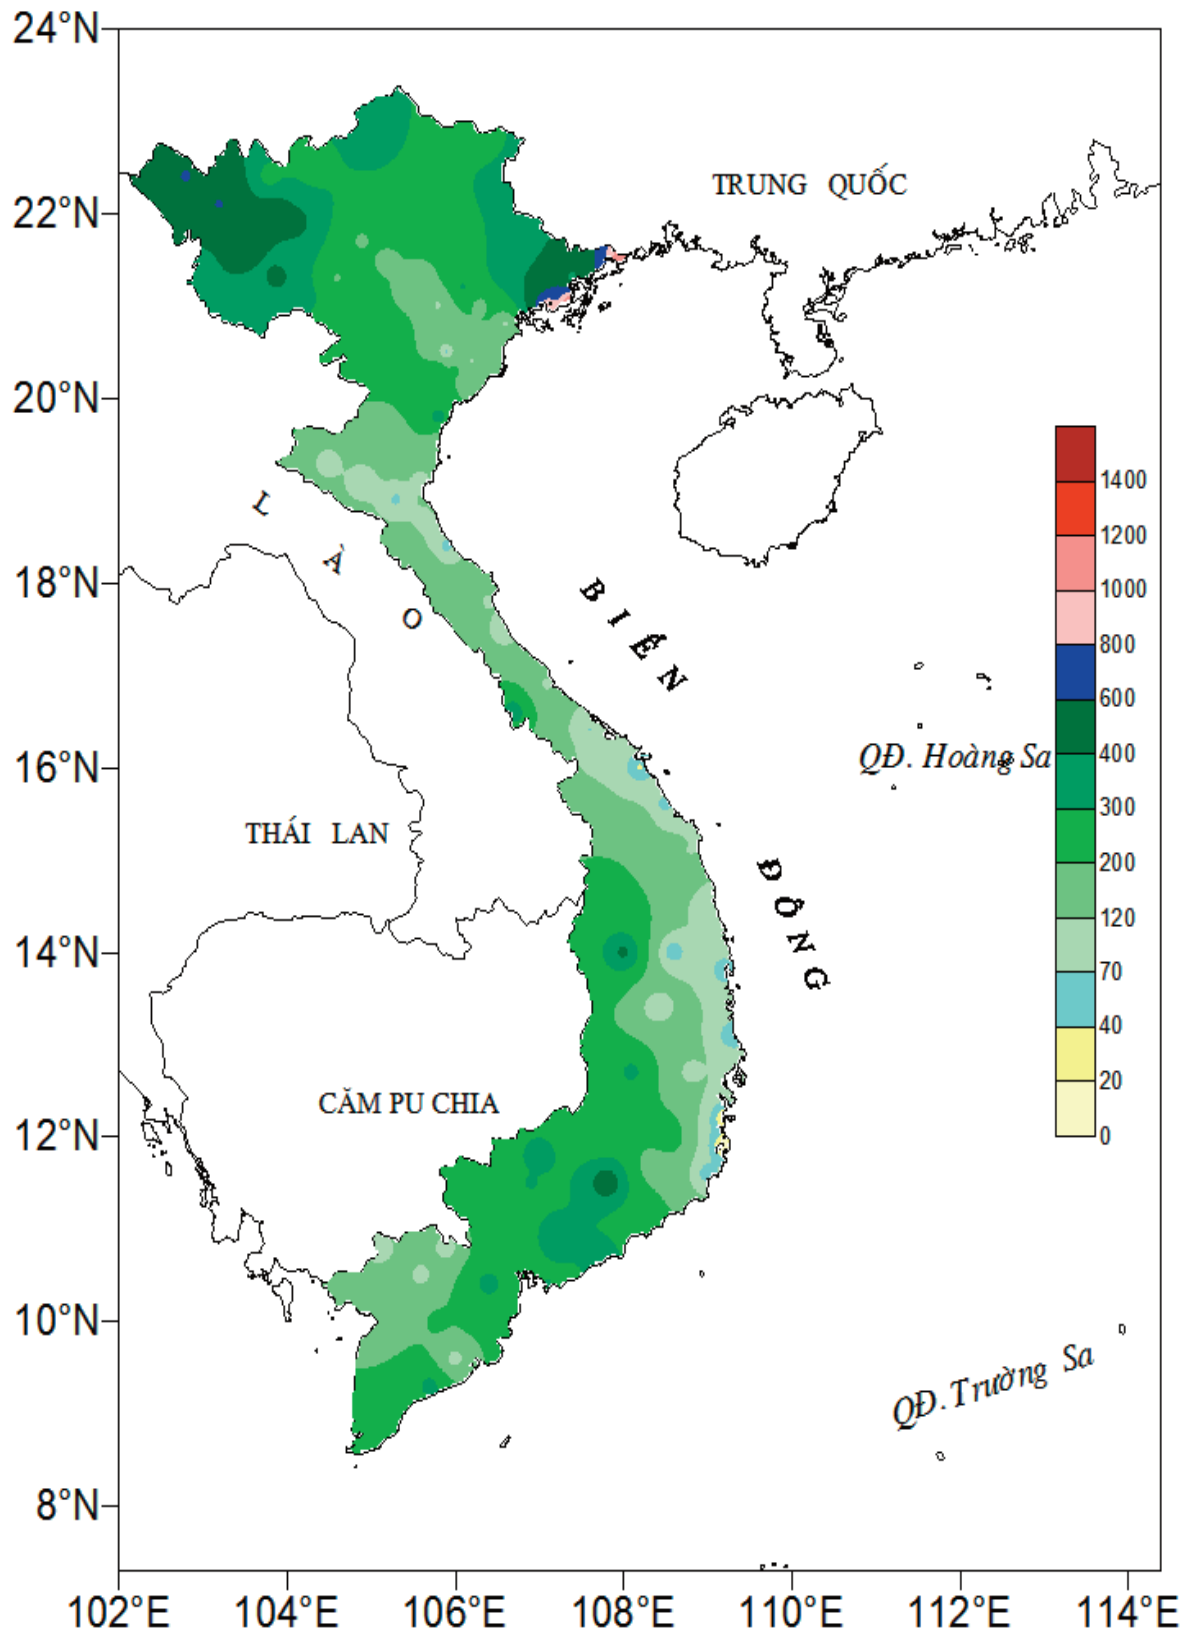 24°N
22°N
20°N
18°N
16°N
14°N
12°N
10°N
8°N
TRUNG QUỐC
L
À
O
BIỂN
ĐÔNG
QĐ. Hoàng Sa
THÁI LAN
CĂM PU CHIA
QĐ. Trường Sa
1400
1200
1000
800
600
400
300
200
120
70
40
20
0
102°E 104°E 106°E 108°E 110°E 112°E 114°E